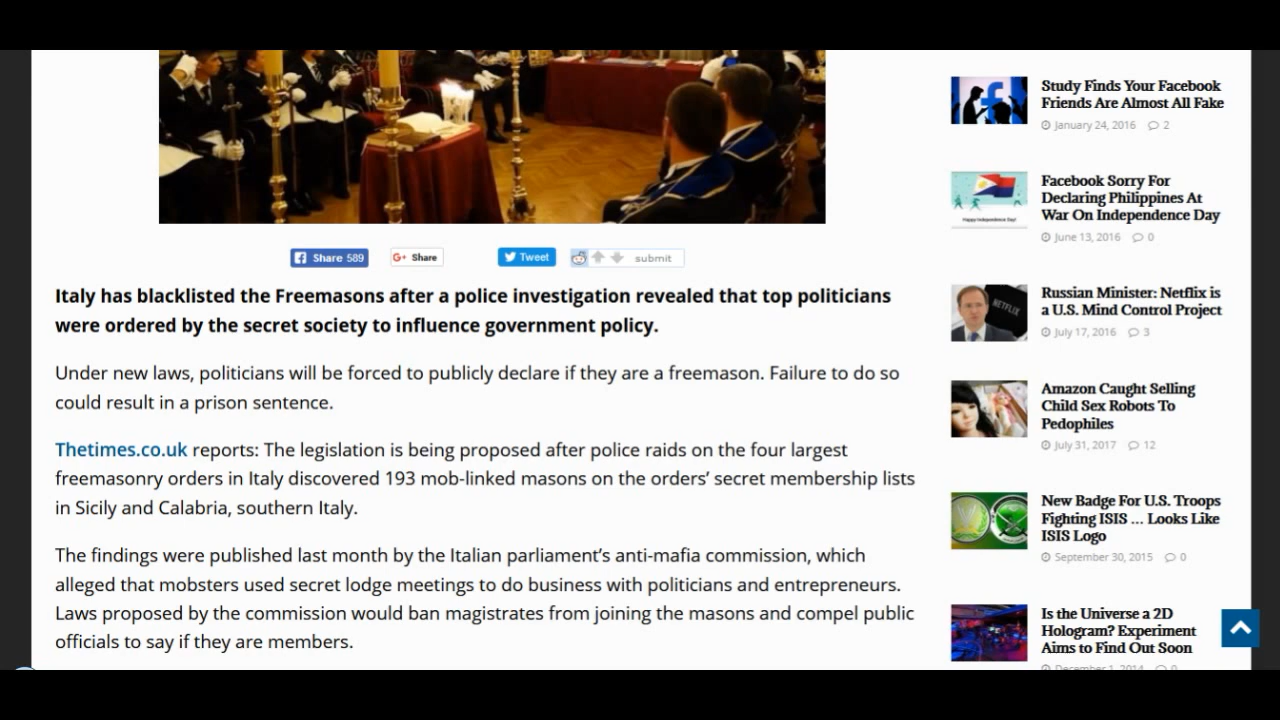 Share 589
G+ Share
Tweet
submit
Italy has blacklisted the Freemasons after a police investigation revealed that top politicians
were ordered by the secret society to influence government policy.
Under new laws, politicians will be forced to publicly declare if they are a freemason. Failure to do so
could result in a prison sentence.
Thetimes.co.uk reports: The legislation is being proposed after police raids on the four largest
freemasonry orders in Italy discovered 193 mob-linked masons on the orders’ secret membership lists
in Sicily and Calabria, southern Italy.
The findings were published last month by the Italian parliament’s anti-mafia commission, which
alleged that mobsters used secret lodge meetings to do business with politicians and entrepreneurs.
Laws proposed by the commission would ban magistrates from joining the masons and compel public
officials to say if they are members.
Study Finds Your Facebook
Friends Are Almost All Fake
January 24, 2016 2
Happy Independence Day!
Facebook Sorry For
Declaring Philippines At
War On Independence Day
June 13, 2016 0
NETFLIX
Russian Minister: Netflix is
a U.S. Mind Control Project
July 17, 2016 3
Amazon Caught Selling
Child Sex Robots To
Pedophiles
July 31, 2017 12
New Badge For U.S. Troops
Fighting ISIS ... Looks Like
ISIS Logo
September 30, 2015 0
Is the Universe a 2D
Hologram? Experiment
Aims to Find Out Soon
December 1, 2014 0